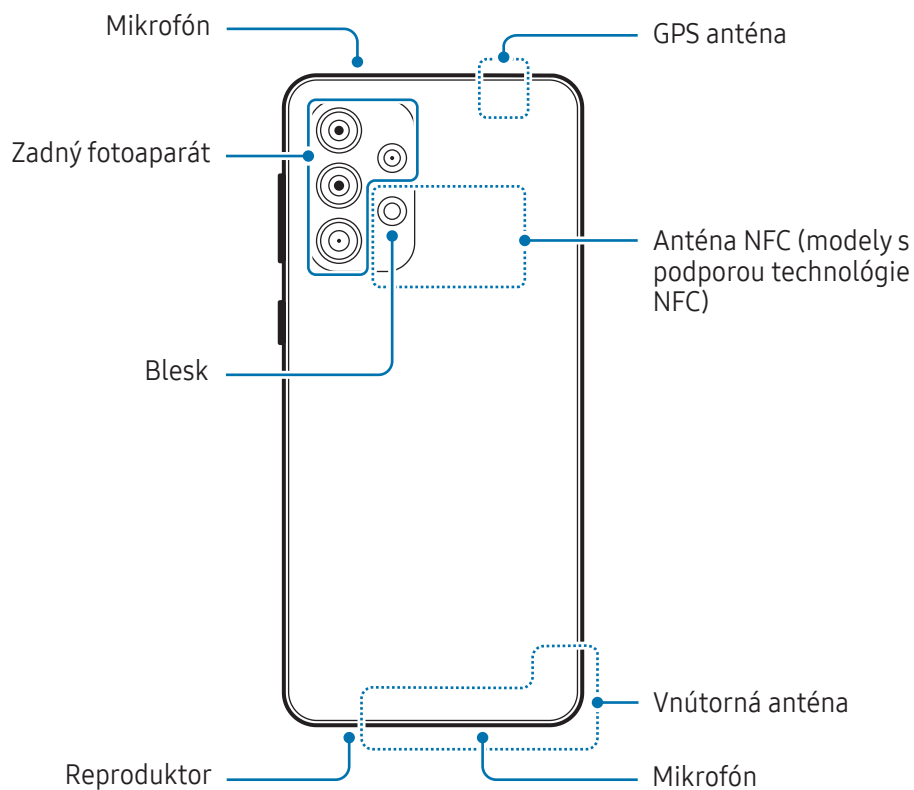 Mikrofón
GPS anténa
Zadný fotoaparát
Anténa NFC (modely s
podporou technológie
NFC)
Blesk
Vnútorná anténa
Reproduktor
Mikrofón